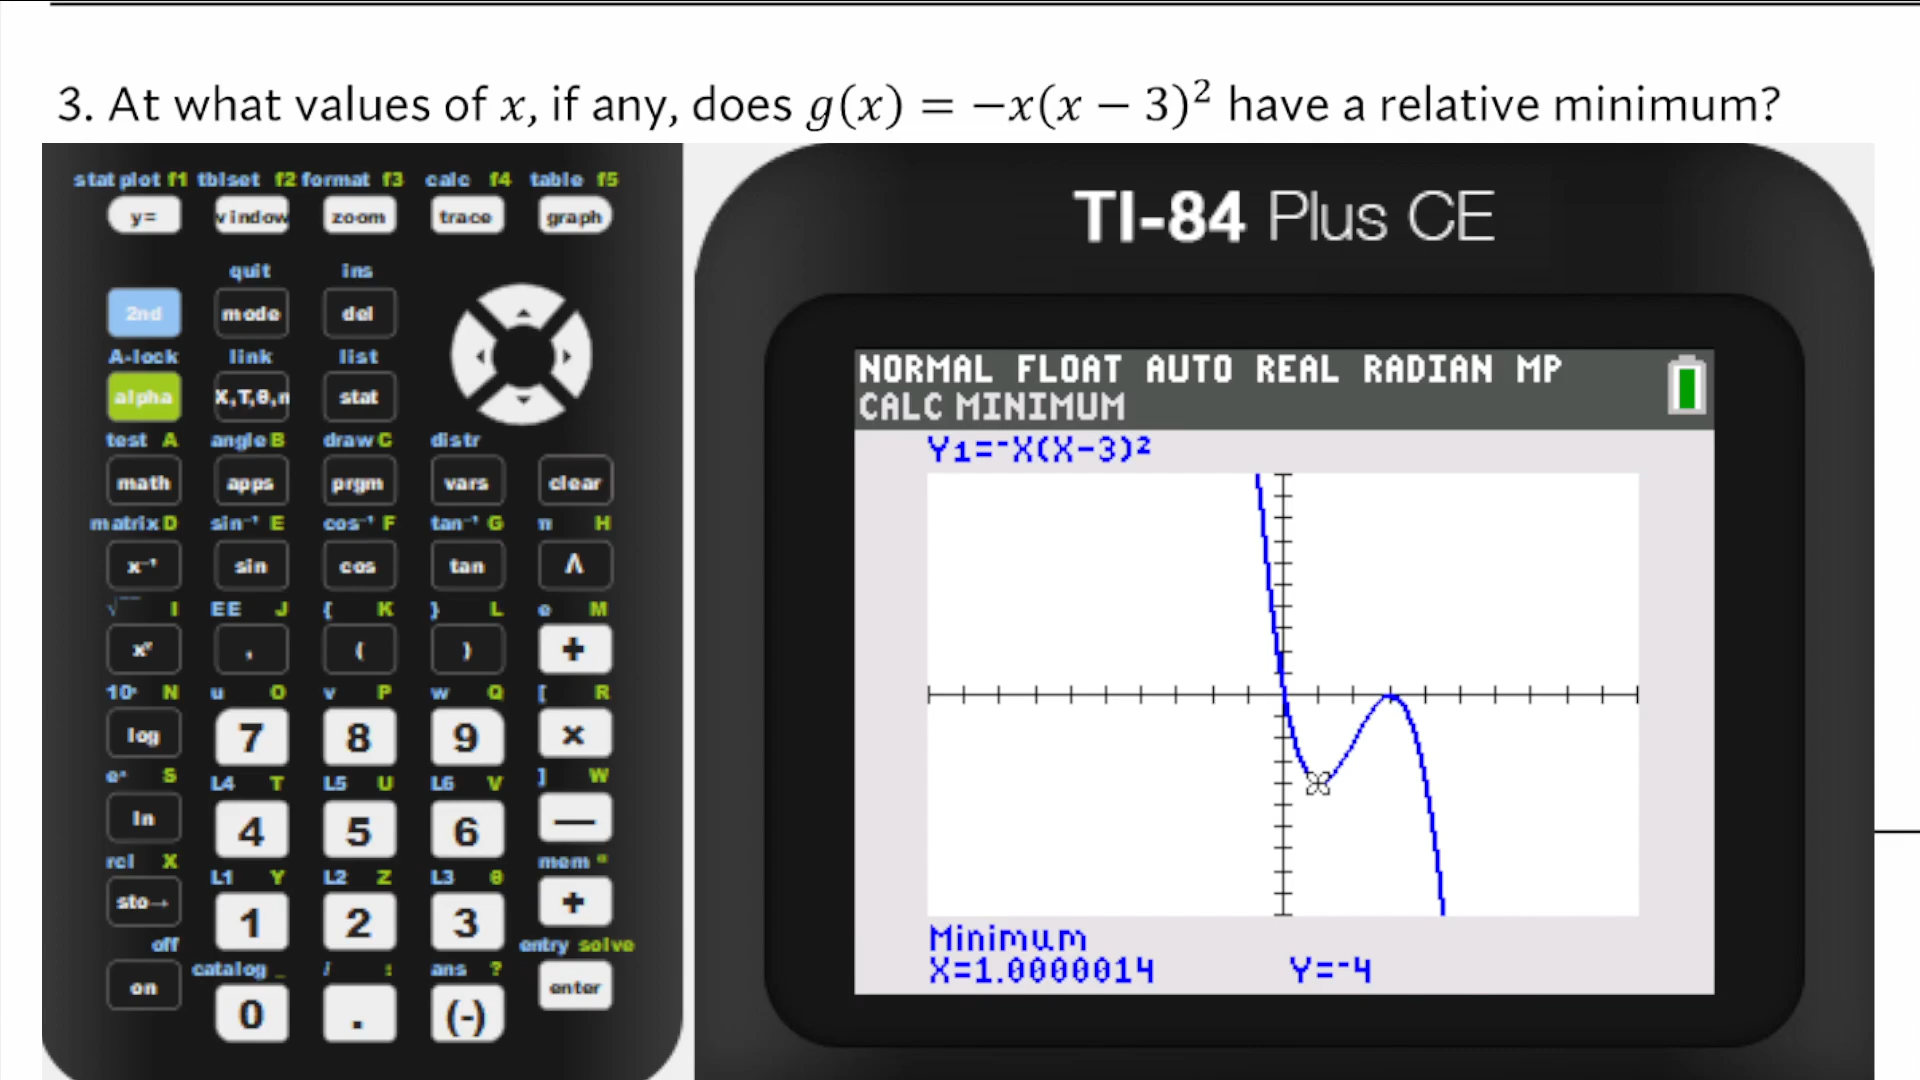 3. At what values of x, if any, does g(x) = −x(x − 3)² have a relative minimum?
stat plot f1 tblset f2 format f3 calc f4 table f5
y= window zoom trace graph
quit ins
2nd mode del
A-lock link list
alpha X,T,θ,n stat
test A angle B draw C distr
math apps prgm vars clear
matrix D sin⁻¹ E cos⁻¹ F tan⁻¹ G π H
x⁻¹ sin cos tan ^
√ I EE J { K } L e M
, ( ) ÷
10ˣ N u O v P w Q [ R
log 7 8 9 ×
eˣ S L4 T L5 U L6 V ] W
ln 4 5 6 —
rcl X L1 Y L2 Z L3 θ mem "
sto→ 1 2 3 +
off catalog _ i : ans ? entry solve
on 0 . (-) enter
TI-84 Plus CE
NORMAL FLOAT AUTO REAL RADIAN MP
CALC MINIMUM
Y1=-X(X-3)²
Minimum
X=1.0000014 Y=-4